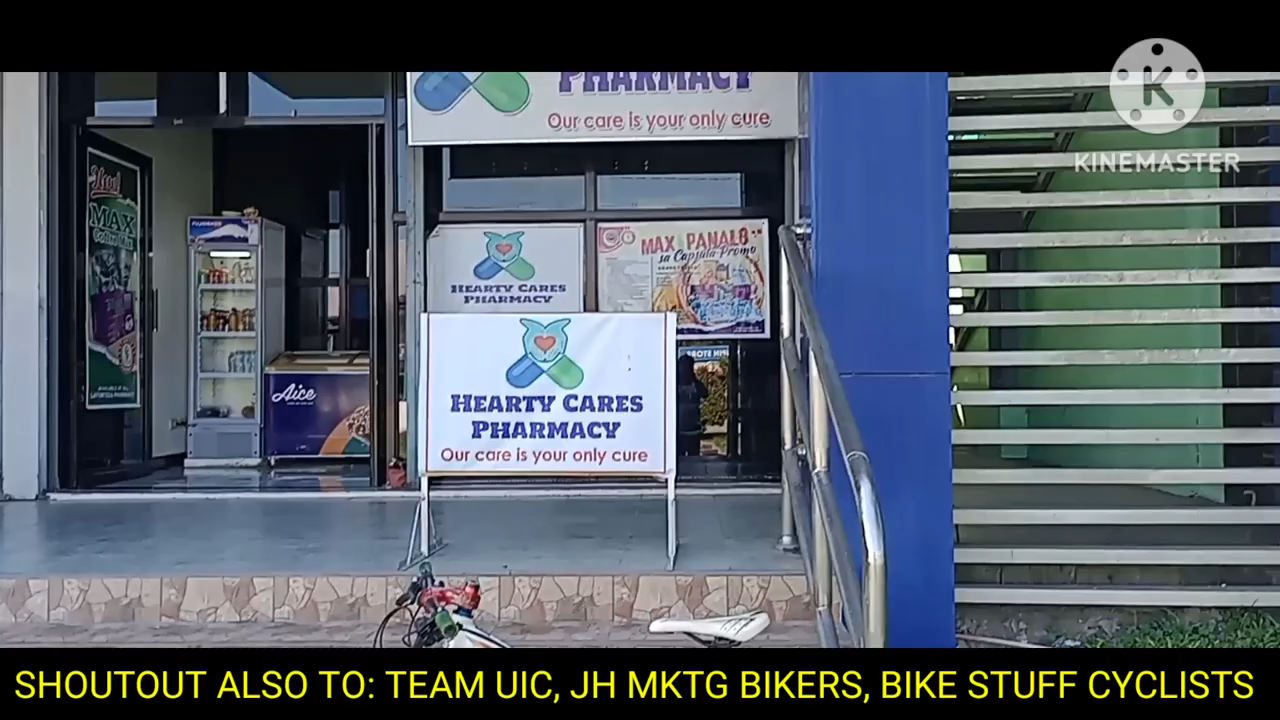 K
KINEMASTER
PHARMACY
Our care is your only cure
MAX
FUJIDENZO
MAX PANALO
sa Capsula Promo
HEARTY CARES
PHARMACY
Aice
HEARTY CARES
PHARMACY
Our care is your only cure
SHOUTOUT ALSO TO: TEAM UIC, JH MKTG BIKERS, BIKE STUFF CYCLISTS